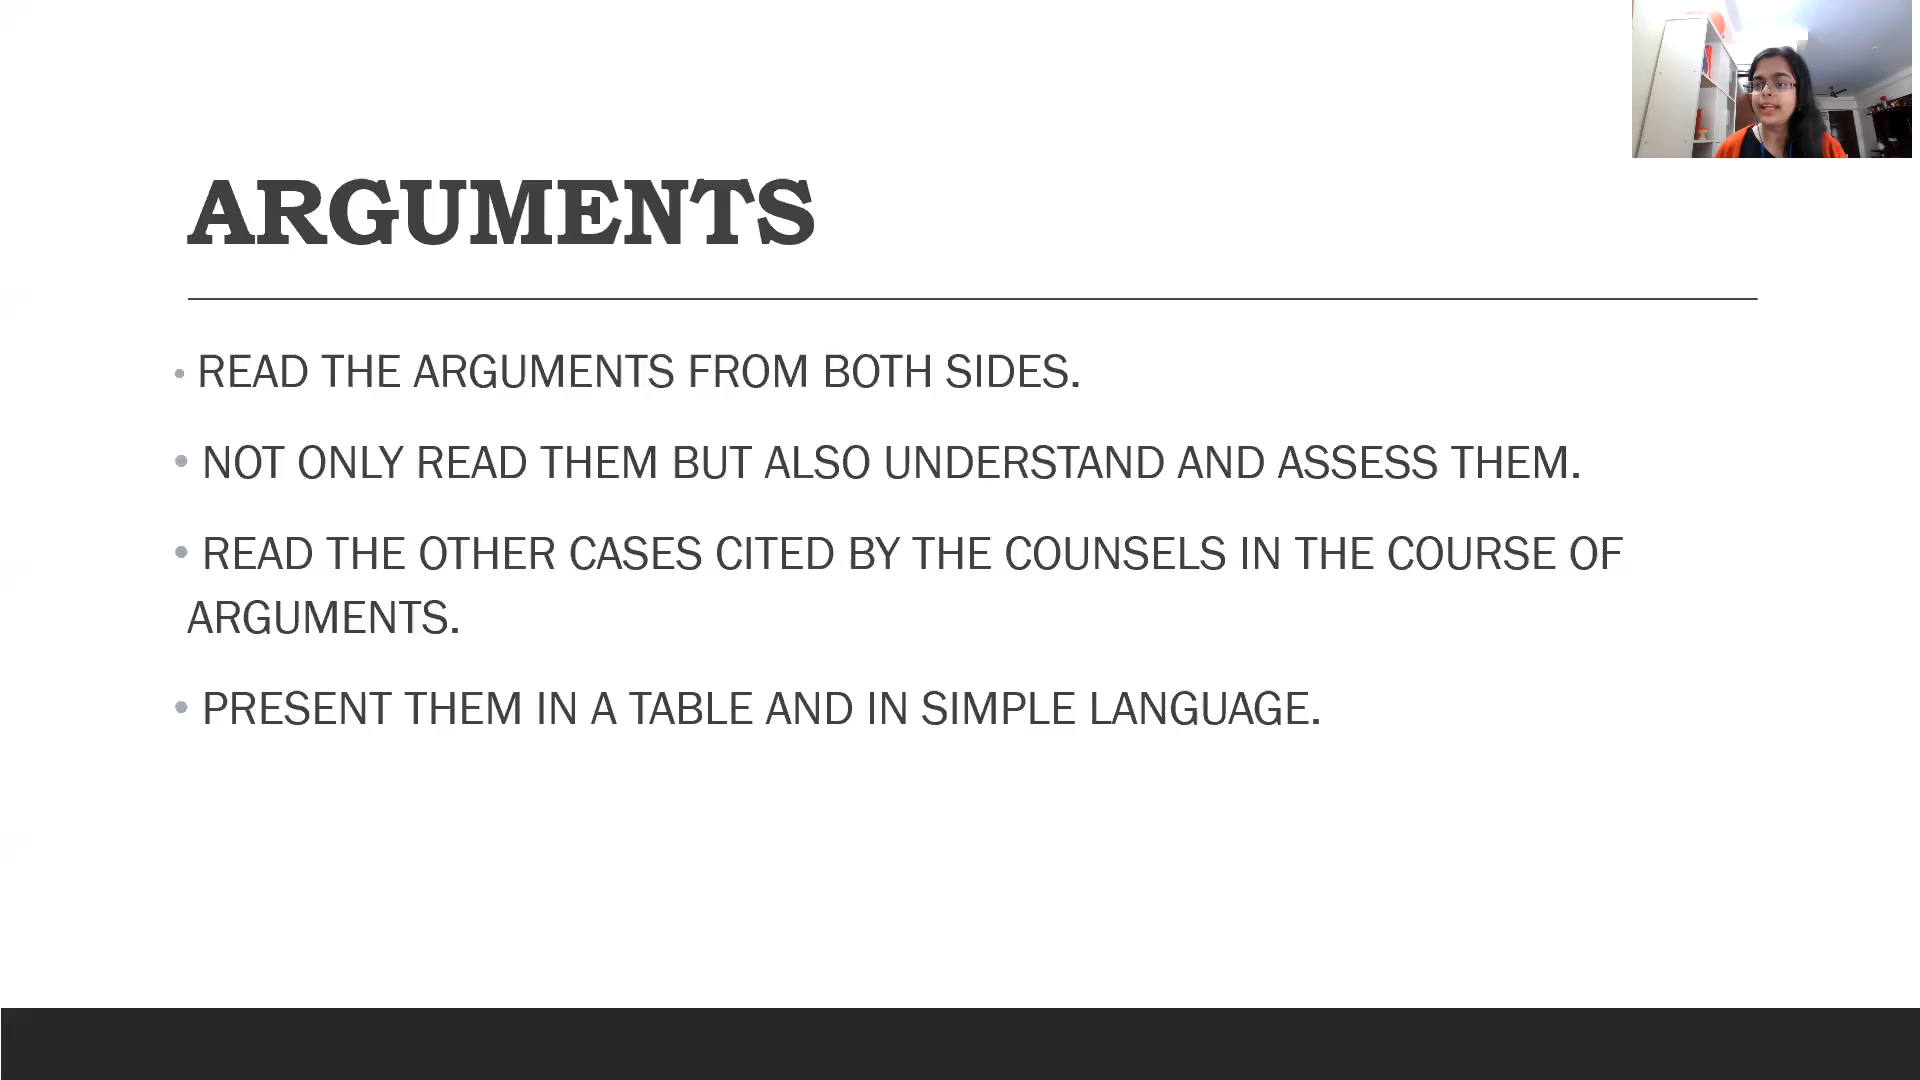 ARGUMENTS
• READ THE ARGUMENTS FROM BOTH SIDES.
• NOT ONLY READ THEM BUT ALSO UNDERSTAND AND ASSESS THEM.
• READ THE OTHER CASES CITED BY THE COUNSELS IN THE COURSE OF
ARGUMENTS.
• PRESENT THEM IN A TABLE AND IN SIMPLE LANGUAGE.